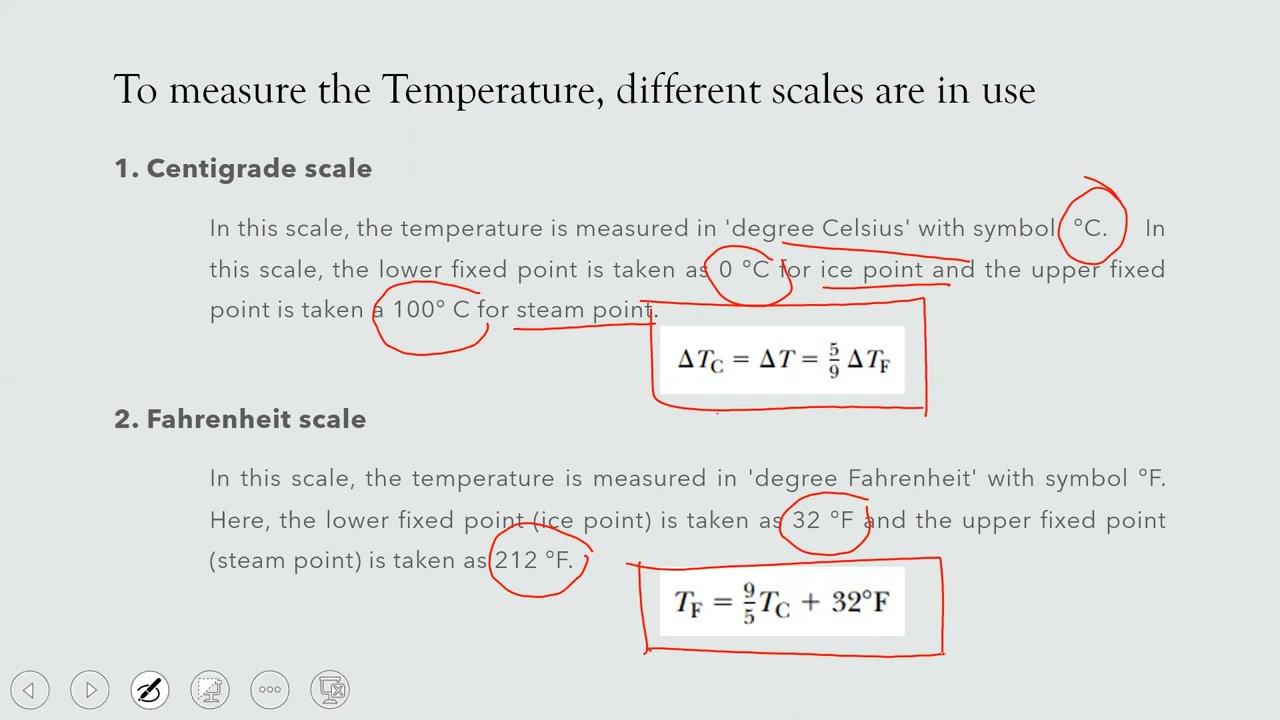 To measure the Temperature, different scales are in use
1. Centigrade scale
In this scale, the temperature is measured in 'degree Celsius' with symbol °C. In
this scale, the lower fixed point is taken as 0 °C for ice point and the upper fixed
point is taken a 100° C for steam point.
ΔT_C = ΔT = 5/9 ΔT_F
2. Fahrenheit scale
In this scale, the temperature is measured in 'degree Fahrenheit' with symbol °F.
Here, the lower fixed point (ice point) is taken as 32 °F and the upper fixed point
(steam point) is taken as 212 °F.
T_F = 9/5 T_C + 32°F